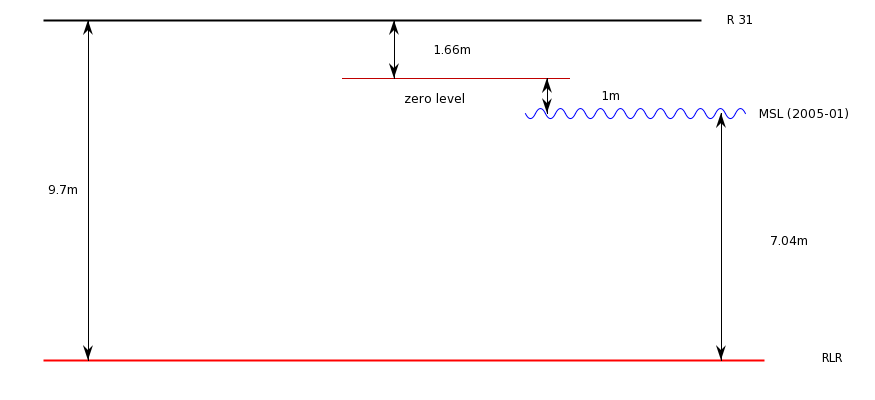 R 31
1.66m
zero level
1m
MSL (2005-01)
9.7m
7.04m
RLR